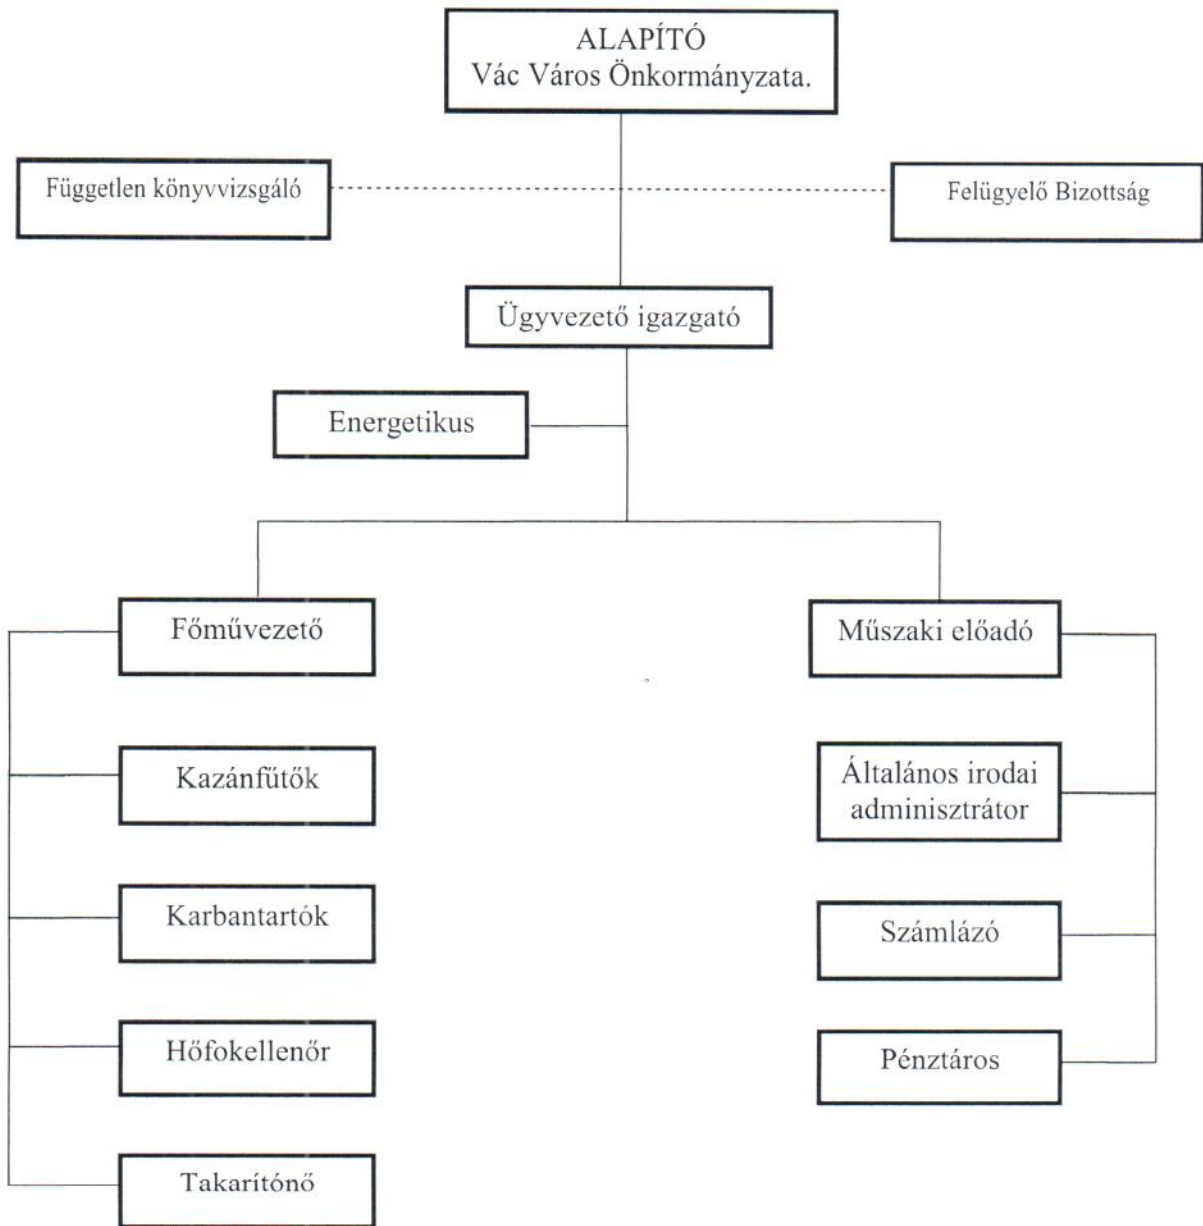 ALAPÍTÓ
Vác Város Önkormányzata.
Független könyvvizsgáló
Felügyelő Bizottság
Ügyvezető igazgató
Energetikus
Főművezető
Műszaki előadó
Kazánfűtők
Általános irodai
adminisztrátor
Karbantartók
Számlázó
Hőfokellenőr
Pénztáros
Takarítónő